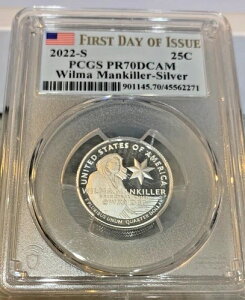 FIRST DAY OF ISSUE
2022-S 25C
PCGS PR70DCAM
Wilma Mankiller-Silver
901145.70/45562271
UNITED STATES OF AMERICA
WILMA MANKILLER
E PLURIBUS UNUM QUARTER DOLLAR